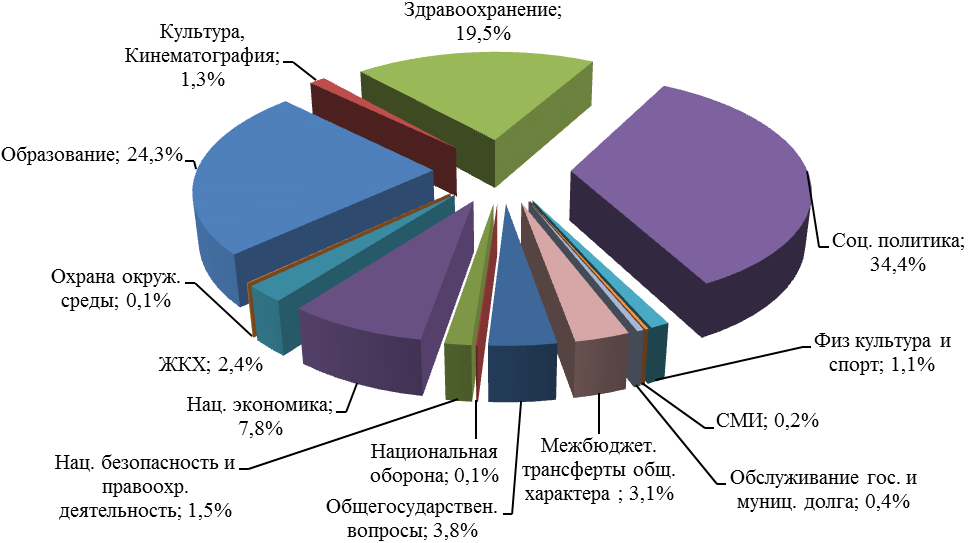 Здравоохранение;
19,5%
Культура,
Кинематография;
1,3%
Образование; 24,3%
Соц. политика;
34,4%
Охрана окруж.
среды; 0,1%
Физ культура и
спорт; 1,1%
ЖКХ; 2,4%
Нац. экономика;
7,8%
СМИ; 0,2%
Нац. безопасность и
правоохр.
деятельность; 1,5%
Национальная
оборона; 0,1%
Межбюджет.
трансферты общ.
характера ; 3,1%
Обслуживание гос. и
муниц. долга; 0,4%
Общегосударствен.
вопросы; 3,8%